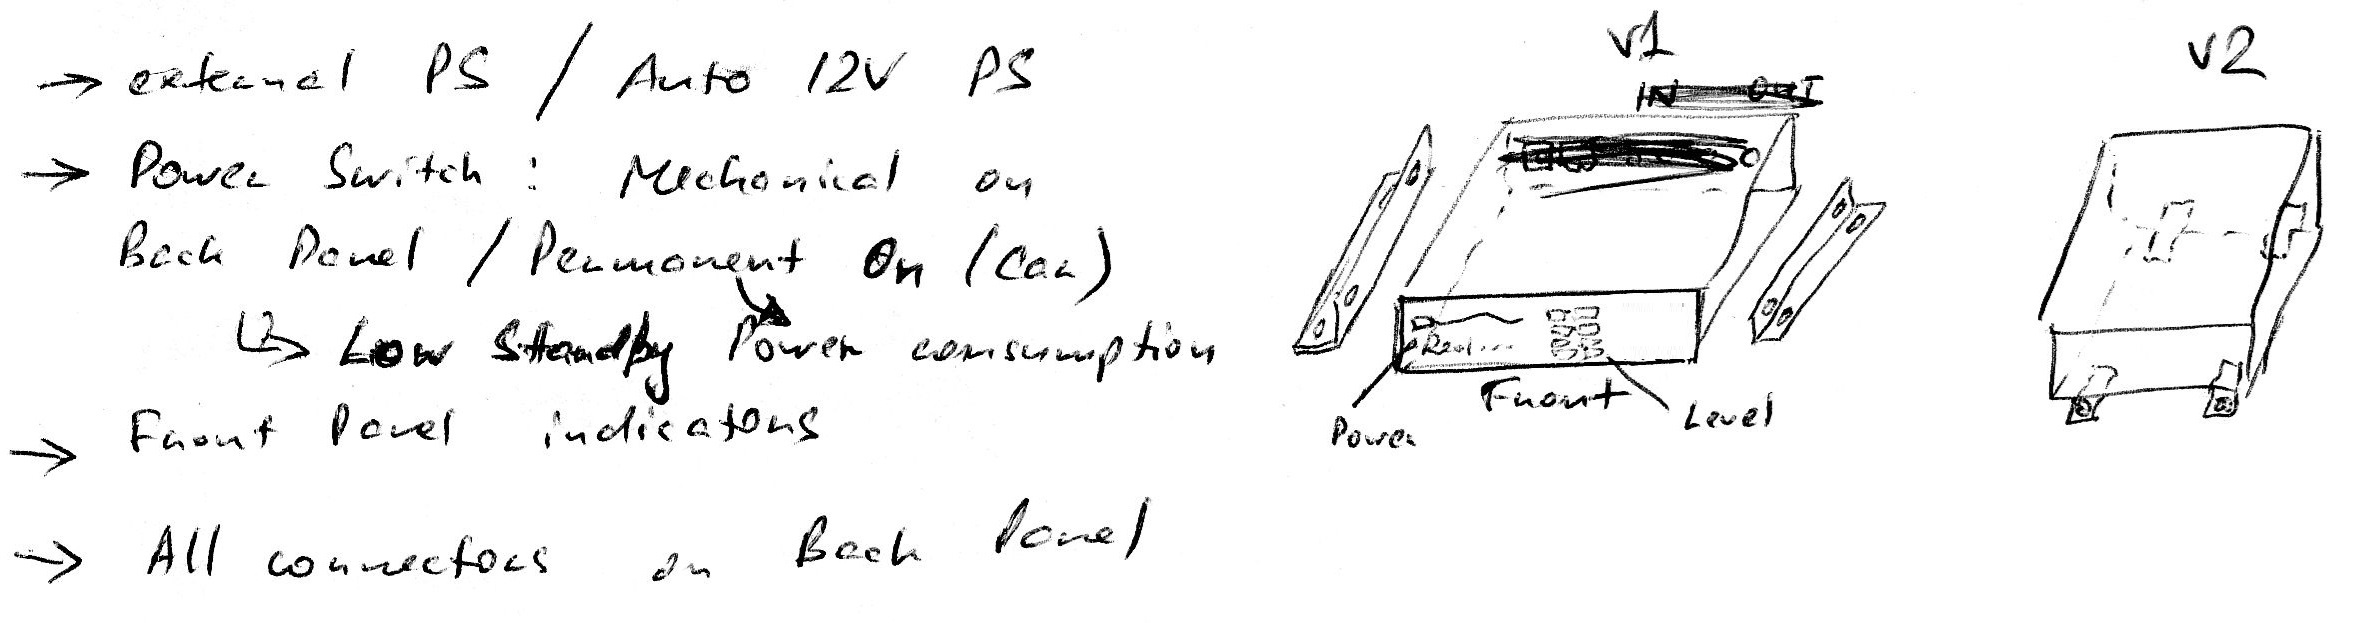 → external PS / Auto 12V PS
→ Power Switch : Mechanical on
Back Panel / Permanent On (Car)
↳ Low Standby Power consumption
→ Front Panel indicators
→ All connectors on Back Panel
V1
IN OUT
Front
Power
Level
V2